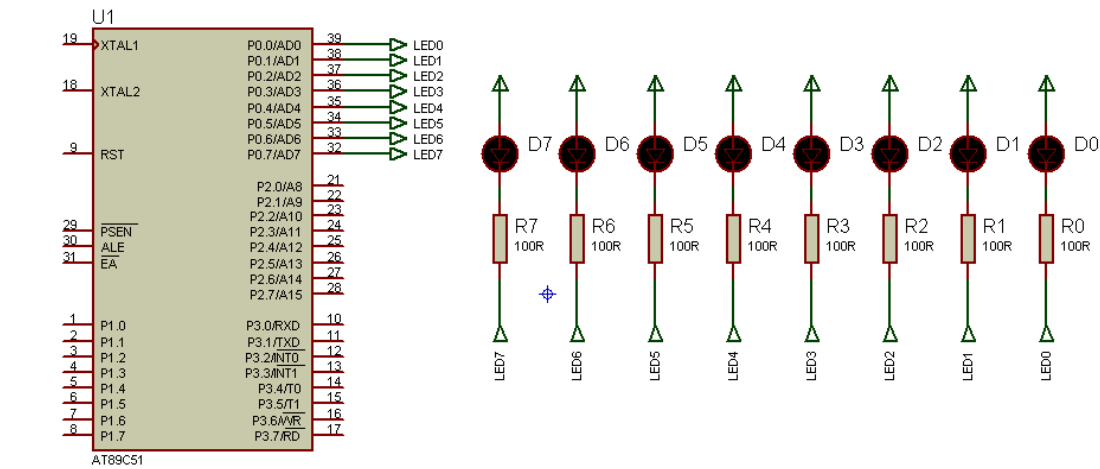 U1
19 XTAL1 P0.0/AD0 39 LED0
P0.1/AD1 38 LED1
P0.2/AD2 37 LED2
18 XTAL2 P0.3/AD3 36 LED3
P0.4/AD4 35 LED4
P0.5/AD5 34 LED5
P0.6/AD6 33 LED6
9 RST P0.7/AD7 32 LED7
P2.0/A8 21
P2.1/A9 22
P2.2/A10 23
29 PSEN P2.3/A11 24
30 ALE P2.4/A12 25
31 EA P2.5/A13 26
P2.6/A14 27
P2.7/A15 28
1 P1.0 P3.0/RXD 10
2 P1.1 P3.1/TXD 11
3 P1.2 P3.2/INT0 12
4 P1.3 P3.3/INT1 13
5 P1.4 P3.4/T0 14
6 P1.5 P3.5/T1 15
7 P1.6 P3.6/WR 16
8 P1.7 P3.7/RD 17
AT89C51
D7 D6 D5 D4 D3 D2 D1 D0
R7 R6 R5 R4 R3 R2 R1 R0
100R 100R 100R 100R 100R 100R 100R 100R
LED7 LED6 LED5 LED4 LED3 LED2 LED1 LED0